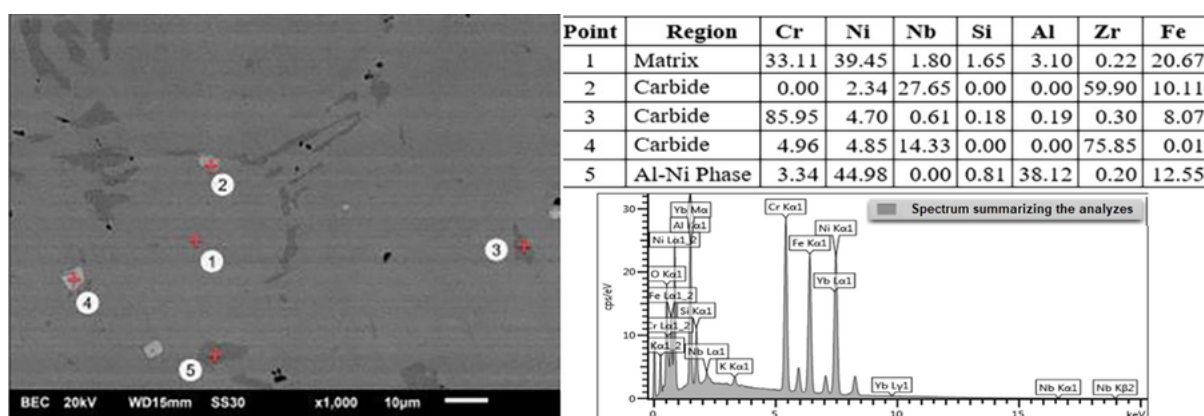 2
1
3
4
5
BEC 20kV WD15mm SS30 x1,000 10µm
Point Region Cr Ni Nb Si Al Zr Fe
1 Matrix 33.11 39.45 1.80 1.65 3.10 0.22 20.67
2 Carbide 0.00 2.34 27.65 0.00 0.00 59.90 10.11
3 Carbide 85.95 4.70 0.61 0.18 0.19 0.30 8.07
4 Carbide 4.96 4.85 14.33 0.00 0.00 75.85 0.01
5 Al-Ni Phase 3.34 44.98 0.00 0.81 38.12 0.20 12.55
Spectrum summarizing the analyzes
30
20
10
0
cps/eV
Yb Mα
Al Kα1
Ni Lα1_2
O Kα1
Fe Lα1_2
Si Kα1
Cr Lα1_2
Kα1_2
Nb Lα1
K Kα1
Cr Kα1
Fe Kα1
Ni Kα1
Yb Lα1
Yb Lγ1
Nb Kα1
Nb Kβ2
0 5 10 15 keV